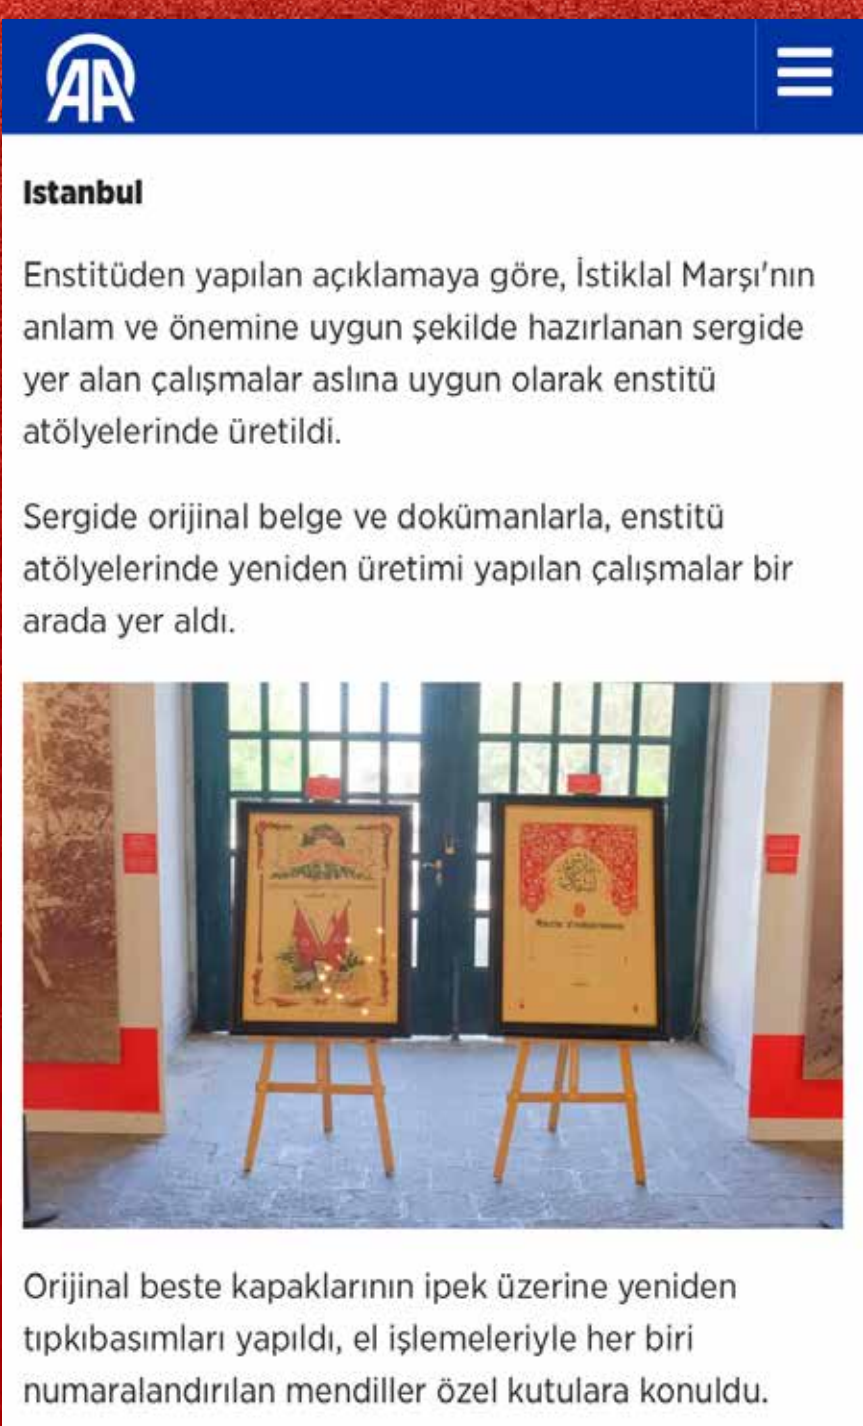 AA
Istanbul
Enstitüden yapılan açıklamaya göre, İstiklal Marşı'nın
anlam ve önemine uygun şekilde hazırlanan sergide
yer alan çalışmalar aslına uygun olarak enstitü
atölyelerinde üretildi.
Sergide orijinal belge ve dokümanlarla, enstitü
atölyelerinde yeniden üretimi yapılan çalışmalar bir
arada yer aldı.
Orijinal beste kapaklarının ipek üzerine yeniden
tıpkıbasımları yapıldı, el işlemeleriyle her biri
numaralandırılan mendiller özel kutulara konuldu.